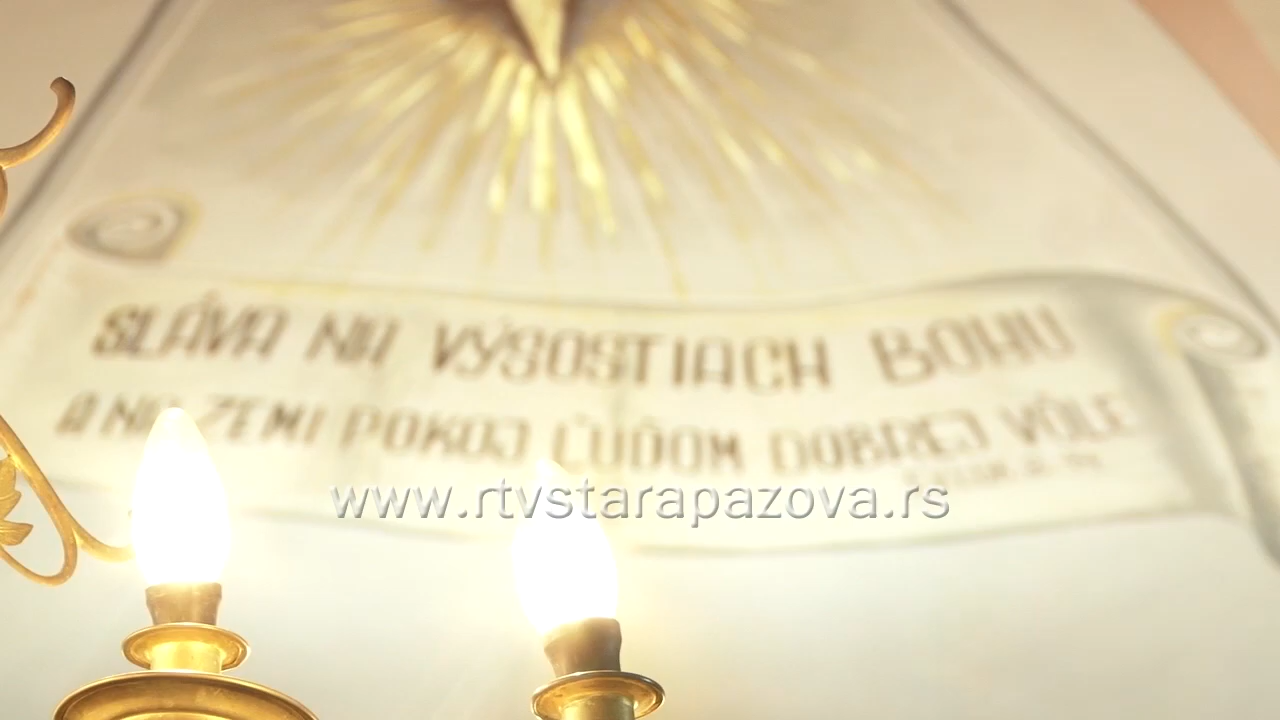 SLÁVA NA VÝSOSTIACH BOHU
A NA ZEMI POKOJ ĽUĎOM DOBREJ VÔLE
www.rtvstarapazova.rs